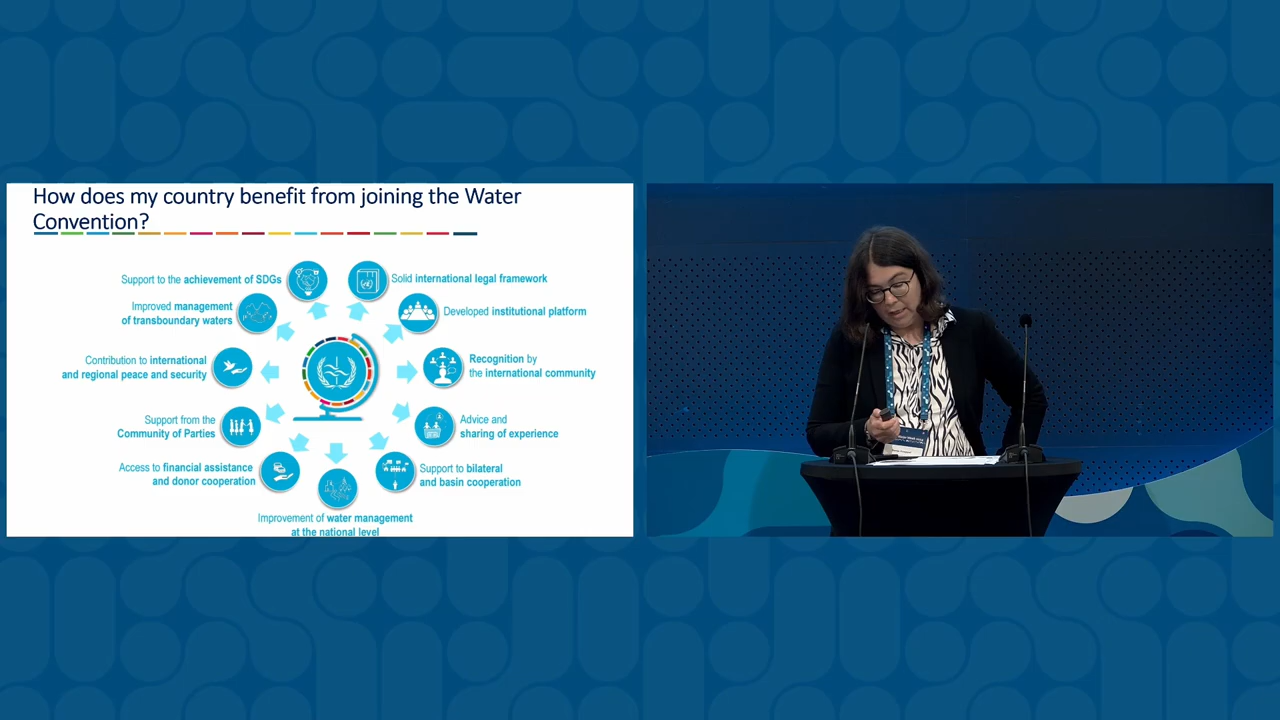 How does my country benefit from joining the Water
Convention?
Support to the achievement of SDGs
Solid international legal framework
Improved management
of transboundary waters
Developed institutional platform
Contribution to international
and regional peace and security
Recognition by
the international community
Support from the
Community of Parties
Advice and
sharing of experience
Access to financial assistance
and donor cooperation
Support to bilateral
and basin cooperation
Improvement of water management
at the national level